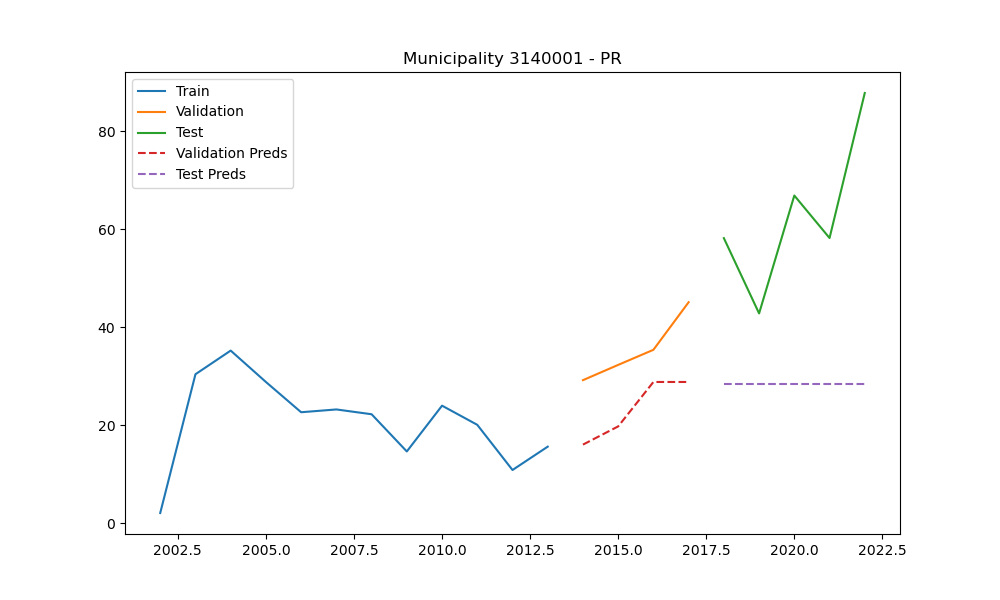 Municipality 3140001 - PR
Train
Validation
Test
Validation Preds
Test Preds
80
60
40
20
0
2002.5 2005.0 2007.5 2010.0 2012.5 2015.0 2017.5 2020.0 2022.5